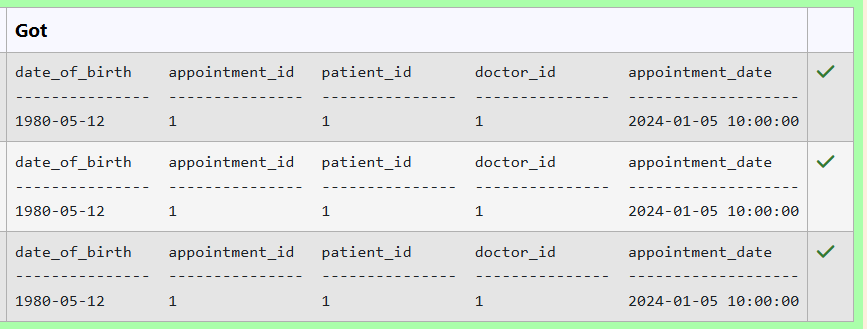 Got
date_of_birth appointment_id patient_id doctor_id appointment_date
--------------- --------------- --------------- --------------- -------------------
1980-05-12 1 1 1 2024-01-05 10:00:00
date_of_birth appointment_id patient_id doctor_id appointment_date
--------------- --------------- --------------- --------------- -------------------
1980-05-12 1 1 1 2024-01-05 10:00:00
date_of_birth appointment_id patient_id doctor_id appointment_date
--------------- --------------- --------------- --------------- -------------------
1980-05-12 1 1 1 2024-01-05 10:00:00